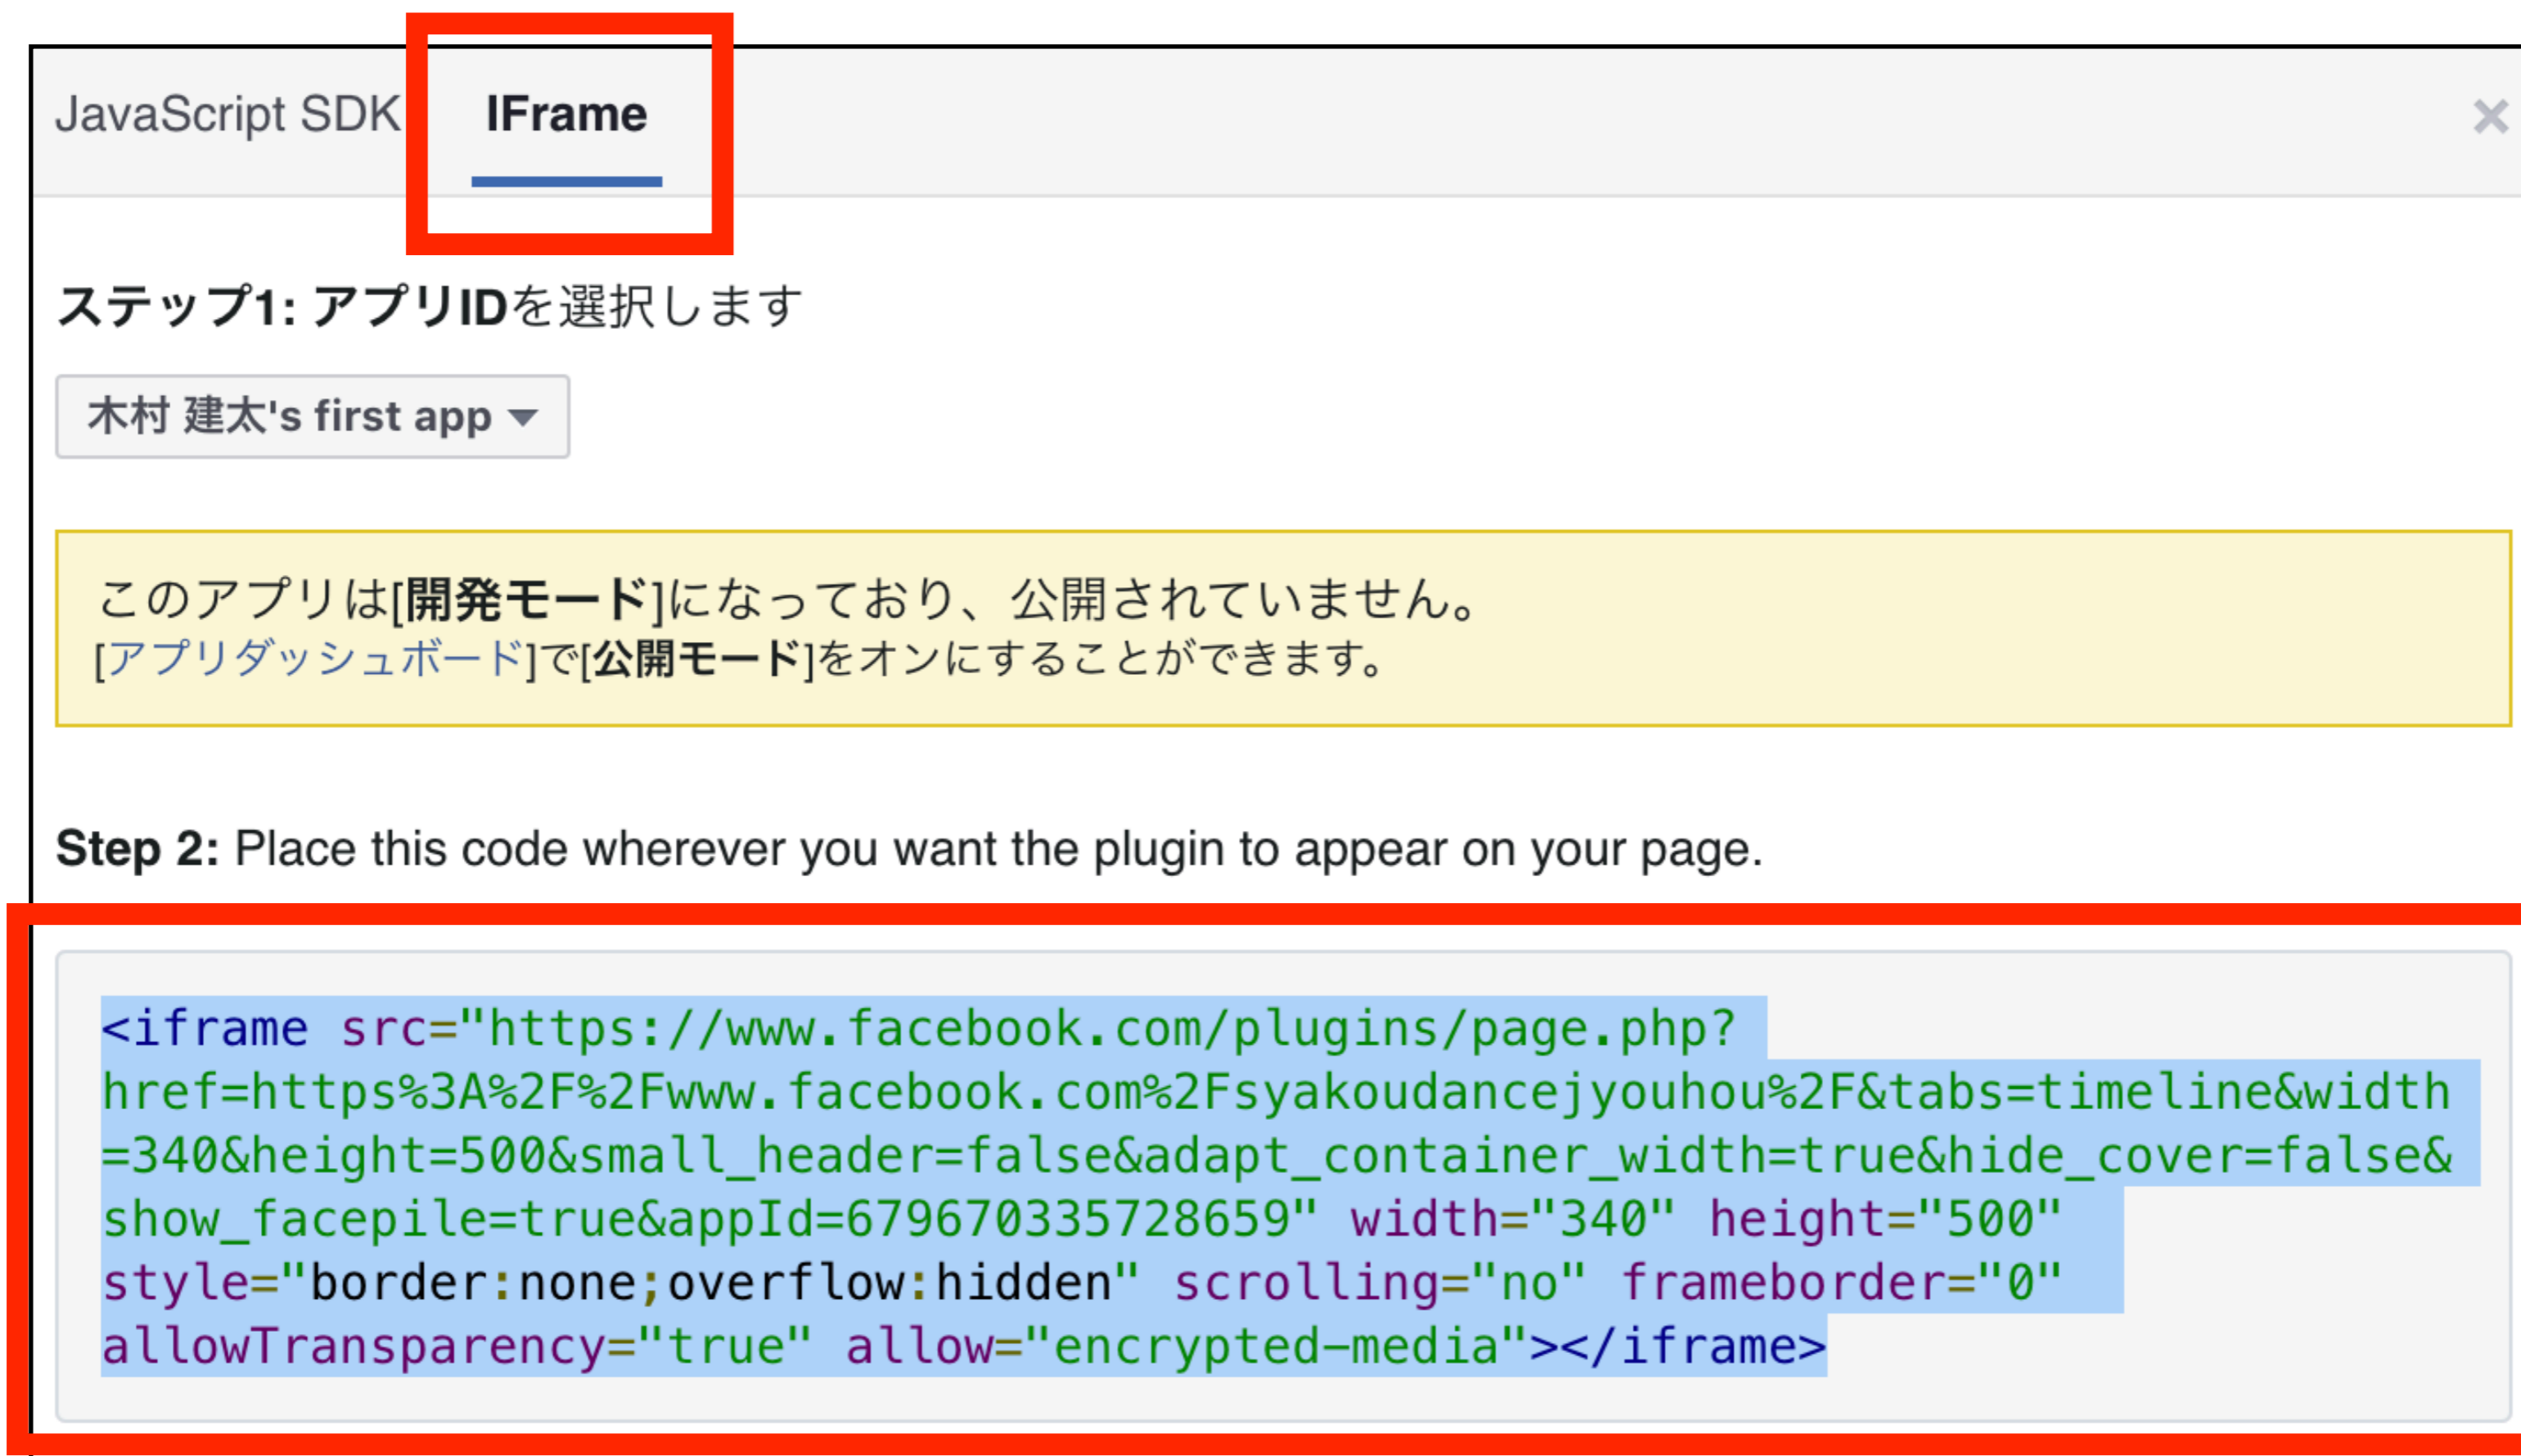 JavaScript SDK IFrame ×
ステップ1: アプリIDを選択します
木村 建太's first app
このアプリは[開発モード]になっており、公開されていません。
[アプリダッシュボード]で[公開モード]をオンにすることができます。
Step 2: Place this code wherever you want the plugin to appear on your page.
<iframe src="https://www.facebook.com/plugins/page.php?
href=https%3A%2F%2Fwww.facebook.com%2Fsyakoudancejyouhou%2F&tabs=timeline&width
=340&height=500&small_header=false&adapt_container_width=true&hide_cover=false&
show_facepile=true&appId=679670335728659" width="340" height="500"
style="border:none;overflow:hidden" scrolling="no" frameborder="0"
allowTransparency="true" allow="encrypted-media"></iframe>